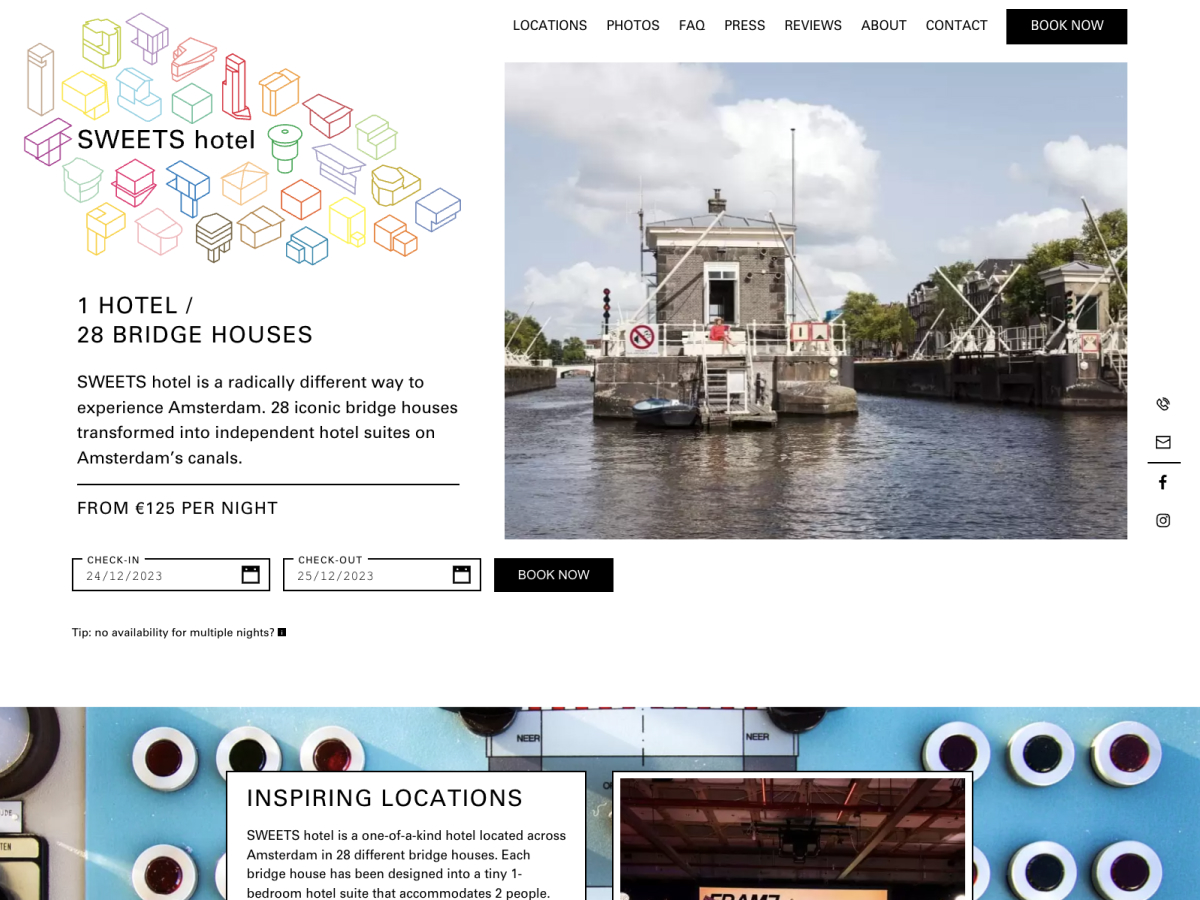 LOCATIONS PHOTOS FAQ PRESS REVIEWS ABOUT CONTACT BOOK NOW
SWEETS hotel
1 HOTEL /
28 BRIDGE HOUSES
SWEETS hotel is a radically different way to
experience Amsterdam. 28 iconic bridge houses
transformed into independent hotel suites on
Amsterdam’s canals.
FROM €125 PER NIGHT
CHECK-IN
24/12/2023
CHECK-OUT
25/12/2023
BOOK NOW
Tip: no availability for multiple nights?
NEER
NEER
INSPIRING LOCATIONS
SWEETS hotel is a one-of-a-kind hotel located across
Amsterdam in 28 different bridge houses. Each
bridge house has been designed into a tiny 1-
bedroom hotel suite that accommodates 2 people.